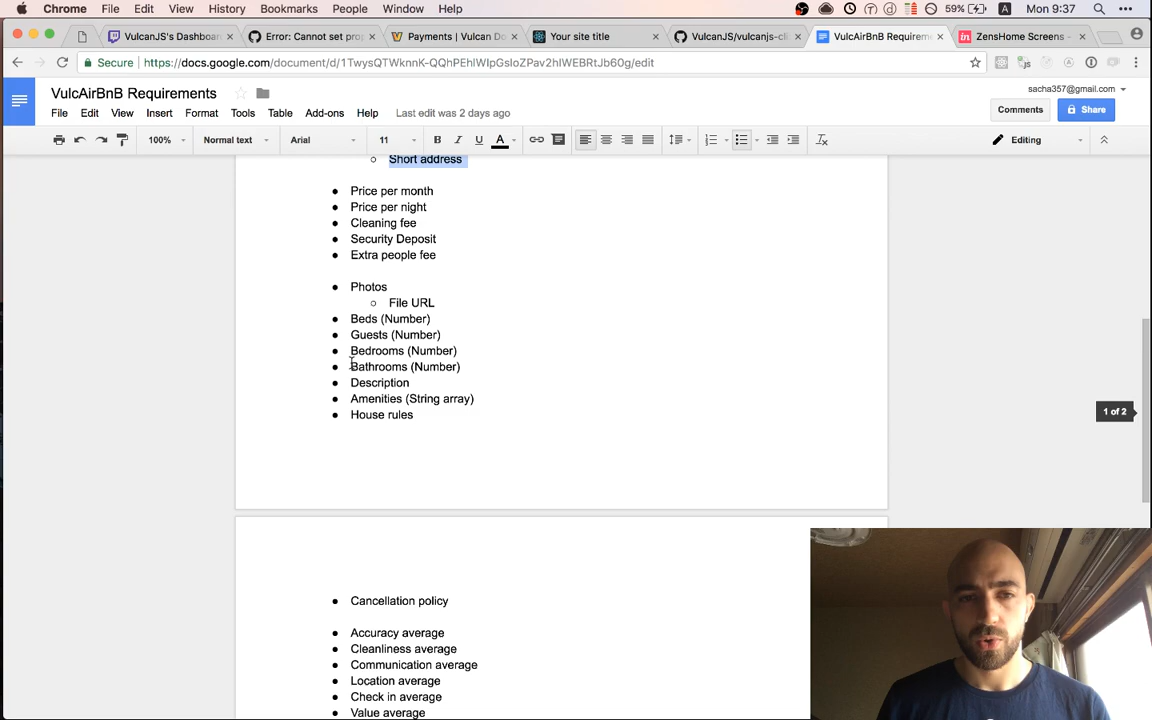 Chrome File Edit View History Bookmarks People Window Help
59% Mon 9:37
VulcanJS's Dashboar
Error: Cannot set prop
Payments | Vulcan Do
Your site title
VulcanJS/vulcanjs-cli
VulcAirBnB Requirem
ZensHome Screens -
Secure https://docs.google.com/document/d/1TwysQTWknnK-QQhPEhIWIpGsIoZPav2hIWEBRtJb60g/edit
VulcAirBnB Requirements
sacha357@gmail.com
File Edit View Insert Format Tools Table Add-ons Help Last edit was 2 days ago
Comments Share
100% Normal text Arial 11 B I U A Editing
Short address
Price per month
Price per night
Cleaning fee
Security Deposit
Extra people fee
Photos
File URL
Beds (Number)
Guests (Number)
Bedrooms (Number)
Bathrooms (Number)
Description
Amenities (String array)
House rules
1 of 2
Cancellation policy
Accuracy average
Cleanliness average
Communication average
Location average
Check in average
Value average